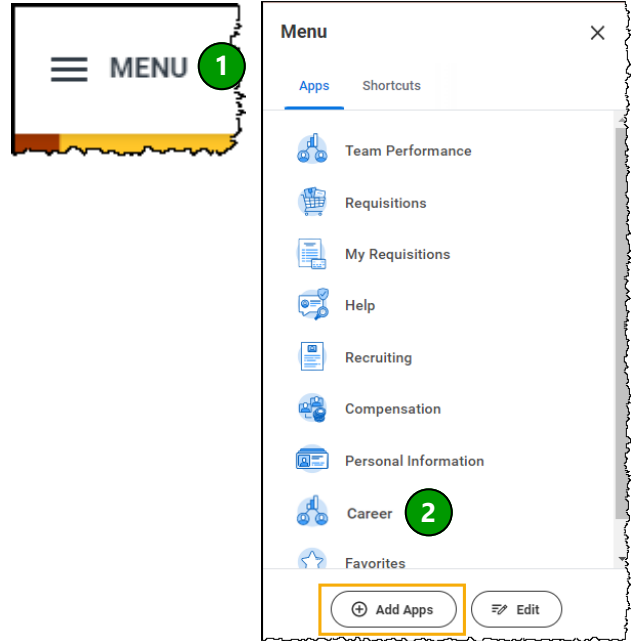 MENU 1
Menu
Apps Shortcuts
Team Performance
Requisitions
My Requisitions
Help
Recruiting
Compensation
Personal Information
Career 2
Favorites
Add Apps Edit